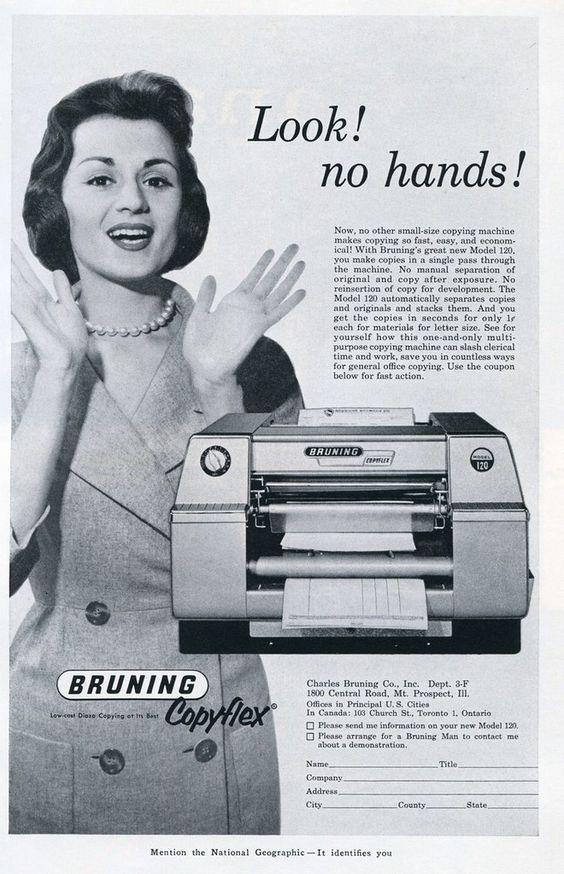 Look!
no hands!
Now, no other small-size copying machine
makes copying so fast, easy, and econom-
ical! With Bruning's great new Model 120,
you make copies in a single pass through
the machine. No manual separation of
original and copy after exposure. No
reinsertion of copy for development. The
Model 120 automatically separates copies
and originals and stacks them. And you
get the copies in seconds for only 1¢
each for materials for letter size. See for
yourself how this one-and-only multi-
purpose copying machine can slash clerical
time and work, save you in countless ways
for general office copying. Use the coupon
below for fast action.
BRUNING
COPYFLEX
MODEL
120
BRUNING
Low-cost Diazo Copying at Its Best
Copyflex®
Charles Bruning Co., Inc. Dept. 3-F
1800 Central Road, Mt. Prospect, Ill.
Offices in Principal U. S. Cities
In Canada: 103 Church St., Toronto 1, Ontario
Please send me information on your new Model 120.
Please arrange for a Bruning Man to contact me
about a demonstration.
Name Title
Company
Address
City County State
Mention the National Geographic—It identifies you